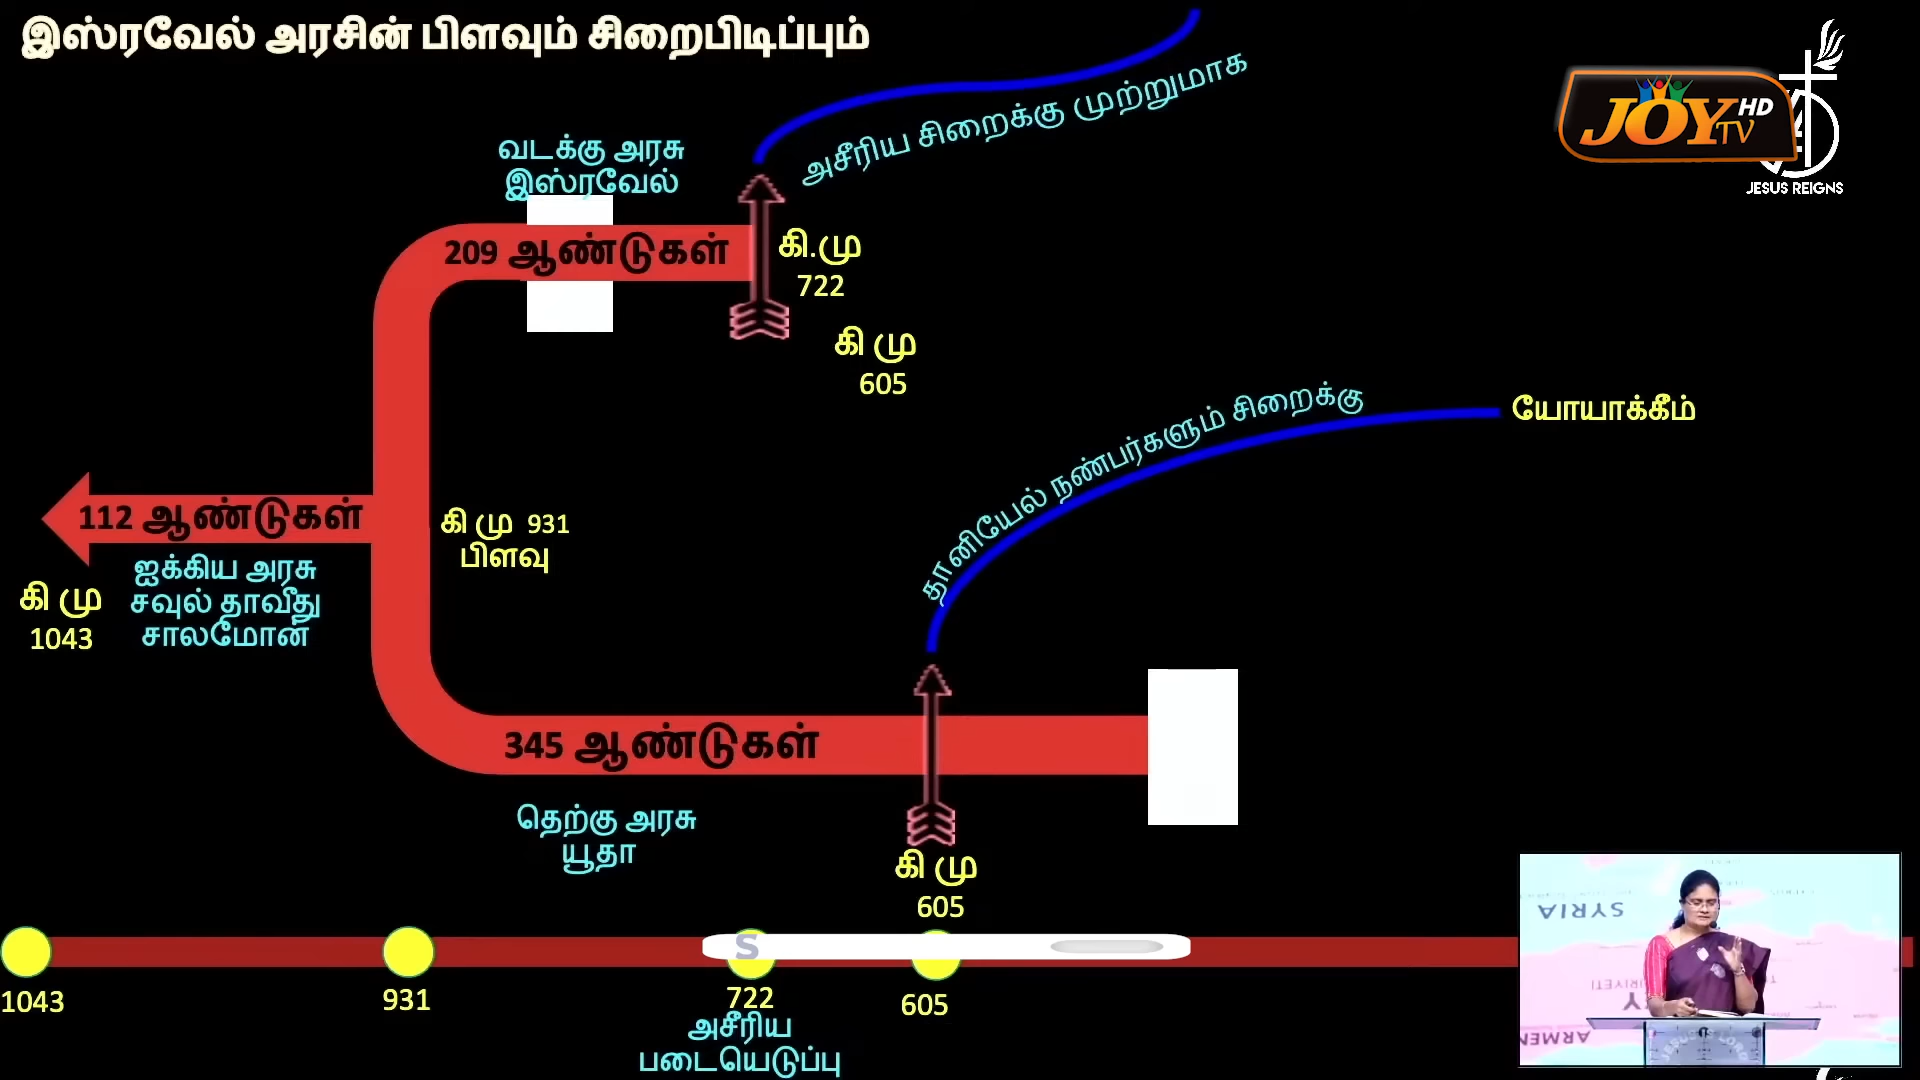 இஸ்ரவேல் அரசின் பிளவும் சிறைபிடிப்பும்
JOY TV HD
JESUS REIGNS
அசீரிய சிறைக்கு முற்றுமாக
வடக்கு அரசு
இஸ்ரவேல்
209 ஆண்டுகள்
கி.மு
722
கி மு
605
தானியேல் நண்பர்களும் சிறைக்கு
யோயாக்கீம்
112 ஆண்டுகள்
கி மு 931
பிளவு
ஐக்கிய அரசு
சவுல் தாவீது
சாலமோன்
கி மு
1043
345 ஆண்டுகள்
தெற்கு அரசு
யூதா
கி மு
605
S
1043
931
722
605
அசீரிய
படையெடுப்பு
SYRIA